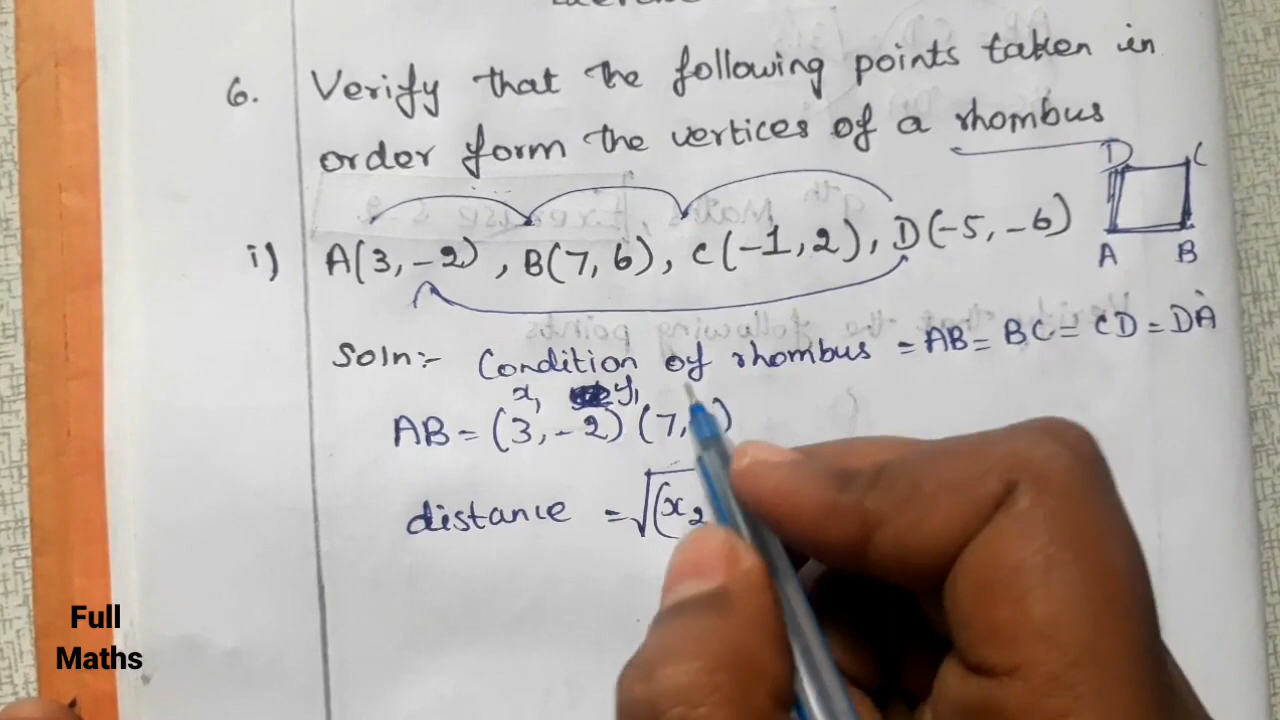 6. Verify that the following points taken in
order form the vertices of a rhombus
D C
i) A(3,-2), B(7,6), C(-1,2), D(-5,-6)
A B
Soln:- Condition of rhombus = AB = BC = CD = DA
x, y,
AB = (3,-2) (7, )
distance = √(x2
Full
Maths